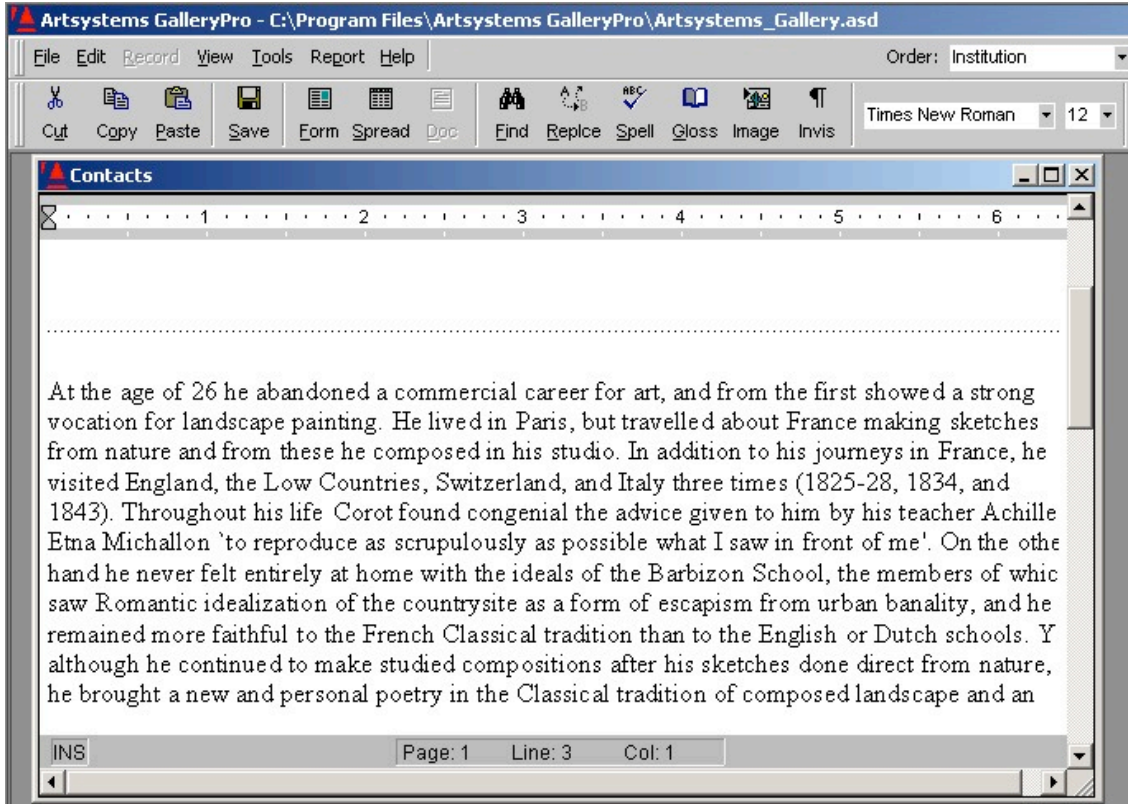 Artsystems GalleryPro - C:\Program Files\Artsystems GalleryPro\Artsystems_Gallery.asd
File Edit Record View Tools Report Help Order: Institution
Cut Copy Paste Save Form Spread Doc Find Replce Spell Gloss Image Invis Times New Roman 12
Contacts
1 2 3 4 5 6
At the age of 26 he abandoned a commercial career for art, and from the first showed a strong
vocation for landscape painting. He lived in Paris, but travelled about France making sketches
from nature and from these he composed in his studio. In addition to his journeys in France, he
visited England, the Low Countries, Switzerland, and Italy three times (1825-28, 1834, and
1843). Throughout his life Corot found congenial the advice given to him by his teacher Achille
Etna Michallon `to reproduce as scrupulously as possible what I saw in front of me'. On the othe
hand he never felt entirely at home with the ideals of the Barbizon School, the members of whic
saw Romantic idealization of the countrysite as a form of escapism from urban banality, and he
remained more faithful to the French Classical tradition than to the English or Dutch schools. Y
although he continued to make studied compositions after his sketches done direct from nature,
he brought a new and personal poetry in the Classical tradition of composed landscape and an
INS Page: 1 Line: 3 Col: 1